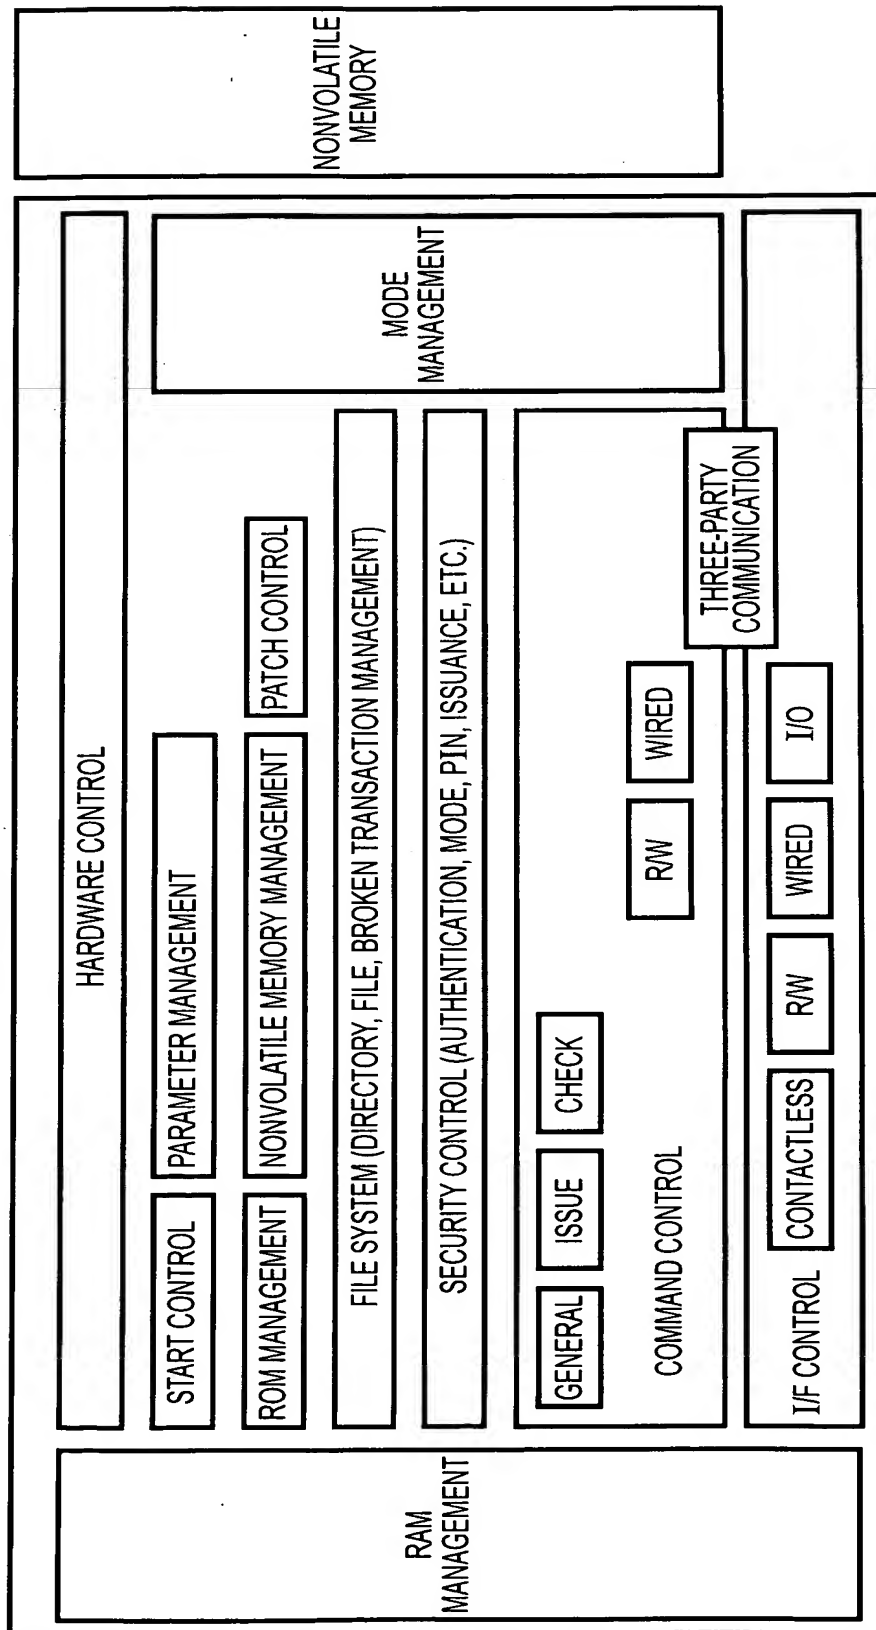 HARDWARE CONTROL
START CONTROL
PARAMETER MANAGEMENT
ROM MANAGEMENT
NONVOLATILE MEMORY MANAGEMENT
PATCH CONTROL
FILE SYSTEM (DIRECTORY, FILE, BROKEN TRANSACTION MANAGEMENT)
SECURITY CONTROL (AUTHENTICATION, MODE, PIN, ISSUANCE, ETC.)
GENERAL
ISSUE
CHECK
R/W
WIRED
COMMAND CONTROL
THREE-PARTY
COMMUNICATION
I/F CONTROL
CONTACTLESS
R/W
WIRED
I/O
RAM
MANAGEMENT
MODE
MANAGEMENT
NONVOLATILE
MEMORY